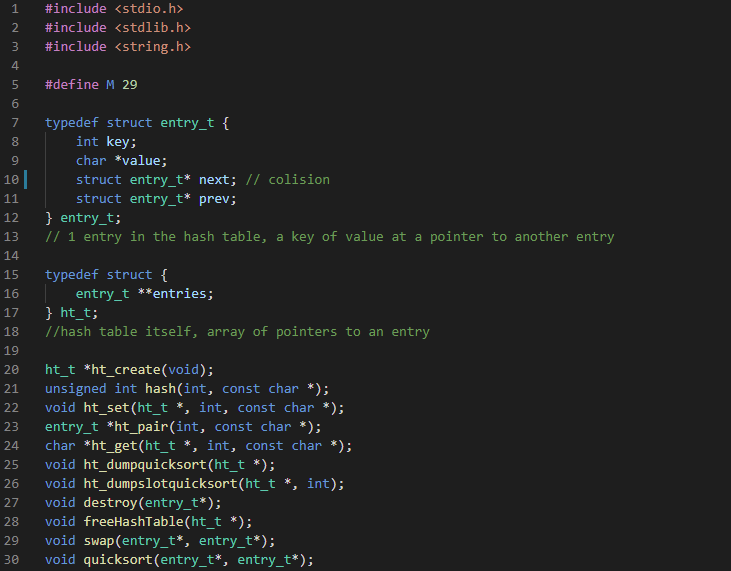 1 #include <stdio.h>
2 #include <stdlib.h>
3 #include <string.h>
4
5 #define M 29
6
7 typedef struct entry_t {
8     int key;
9     char *value;
10     struct entry_t* next; // colision
11     struct entry_t* prev;
12 } entry_t;
13 // 1 entry in the hash table, a key of value at a pointer to another entry
14
15 typedef struct {
16     entry_t **entries;
17 } ht_t;
18 //hash table itself, array of pointers to an entry
19
20 ht_t *ht_create(void);
21 unsigned int hash(int, const char *);
22 void ht_set(ht_t *, int, const char *);
23 entry_t *ht_pair(int, const char *);
24 char *ht_get(ht_t *, int, const char *);
25 void ht_dumpquicksort(ht_t *);
26 void ht_dumpslotquicksort(ht_t *, int);
27 void destroy(entry_t*);
28 void freeHashTable(ht_t *);
29 void swap(entry_t*, entry_t*);
30 void quicksort(entry_t*, entry_t*);